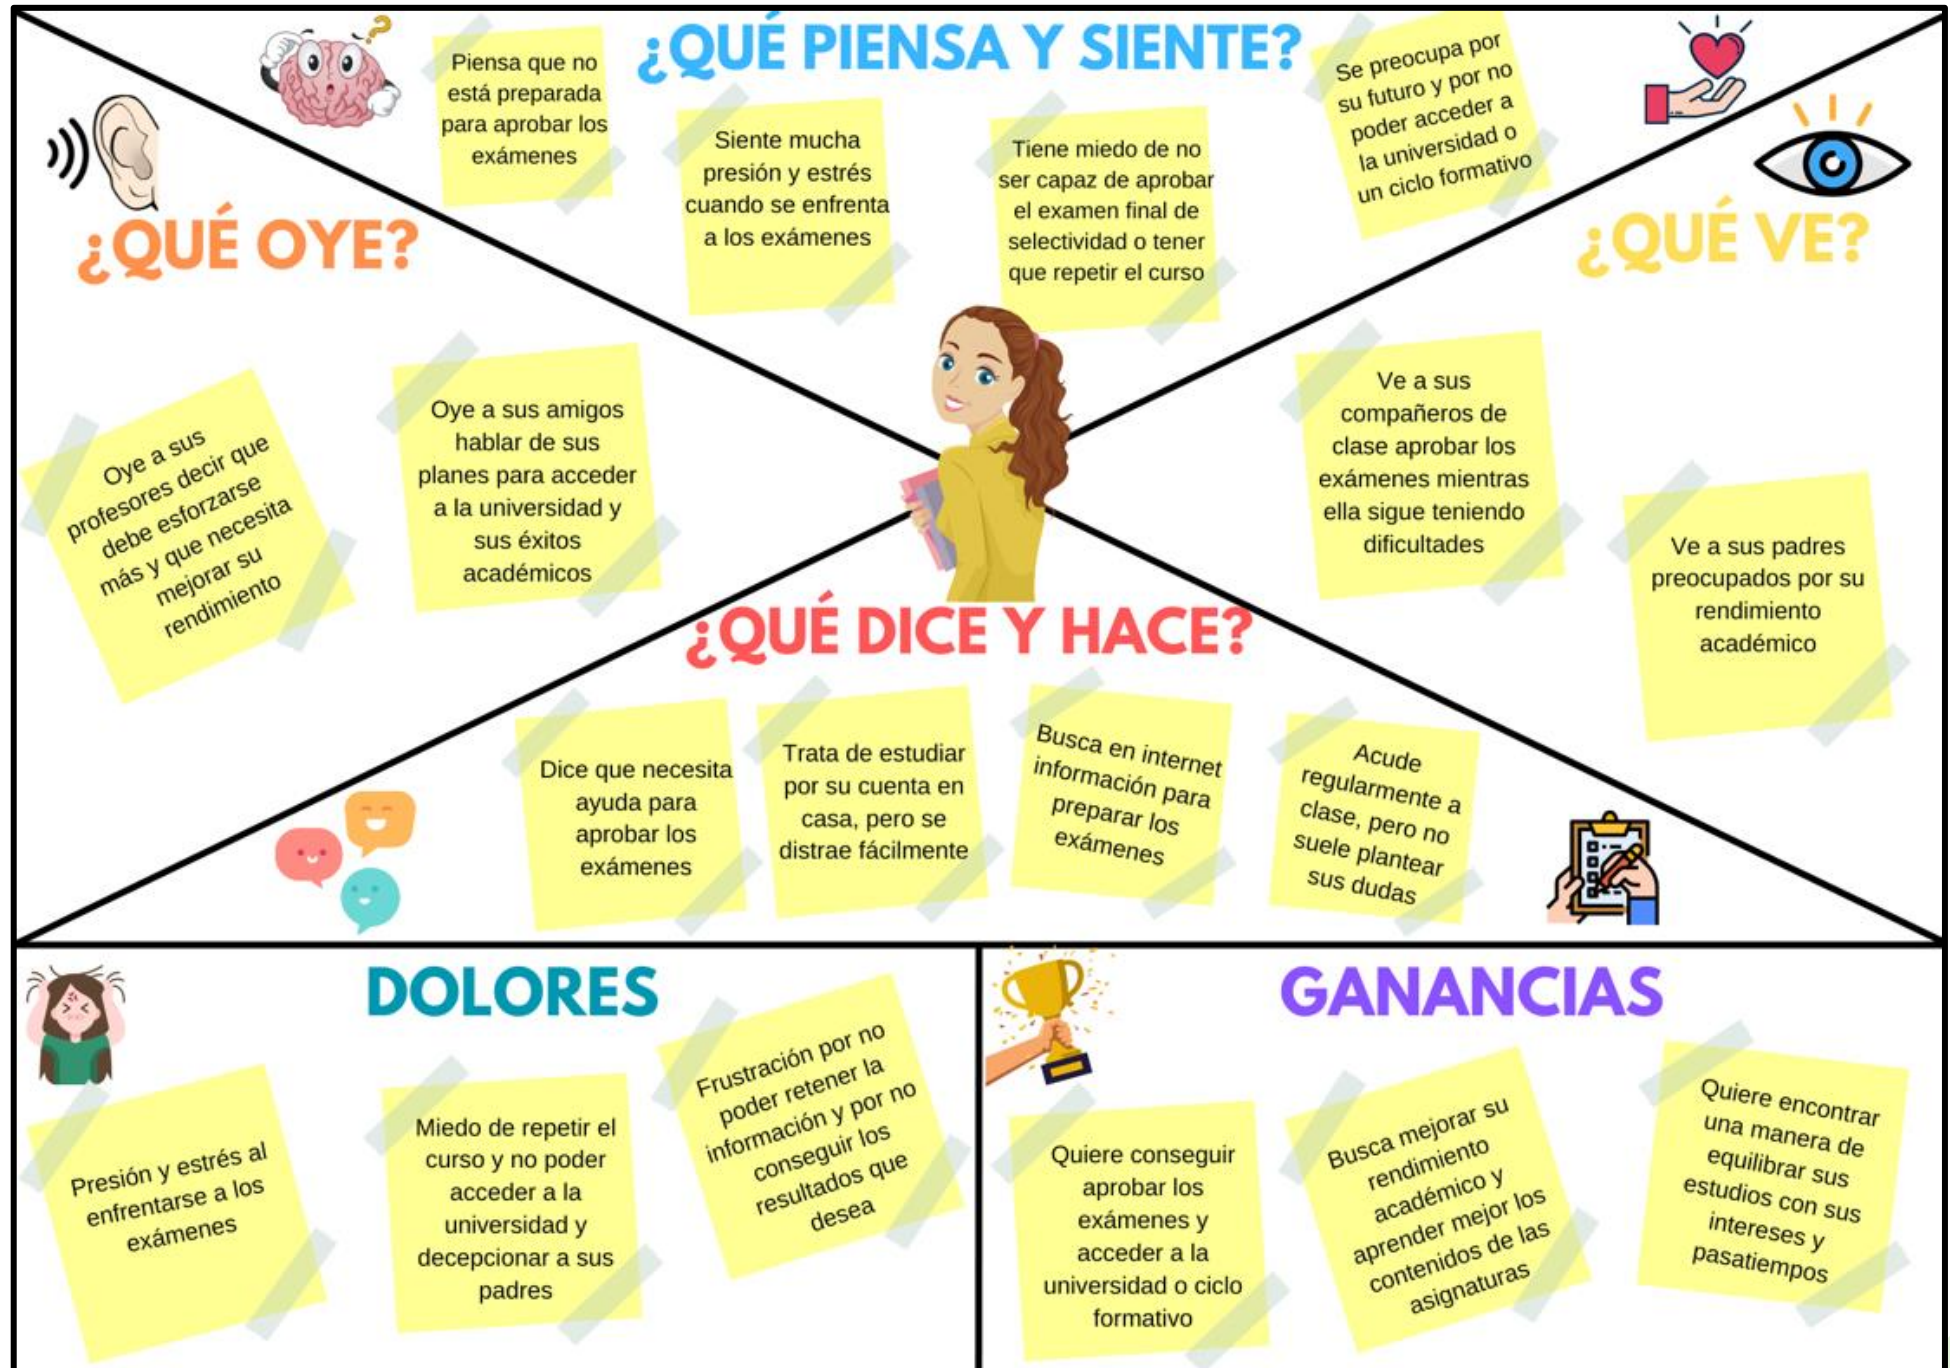 ¿QUÉ PIENSA Y SIENTE?
Piensa que no
está preparada
para aprobar los
exámenes
Siente mucha
presión y estrés
cuando se enfrenta
a los exámenes
Tiene miedo de no
ser capaz de aprobar
el examen final de
selectividad o tener
que repetir el curso
Se preocupa por
su futuro y por no
poder acceder a
la universidad o
un ciclo formativo
¿QUÉ OYE?
Oye a sus
profesores decir que
debe esforzarse
más y que necesita
mejorar su
rendimiento
Oye a sus amigos
hablar de sus
planes para acceder
a la universidad y
sus éxitos
académicos
¿QUÉ VE?
Ve a sus
compañeros de
clase aprobar los
exámenes mientras
ella sigue teniendo
dificultades
Ve a sus padres
preocupados por su
rendimiento
académico
¿QUÉ DICE Y HACE?
Dice que necesita
ayuda para
aprobar los
exámenes
Trata de estudiar
por su cuenta en
casa, pero se
distrae fácilmente
Busca en internet
información para
preparar los
exámenes
Acude
regularmente a
clase, pero no
suele plantear
sus dudas
DOLORES
Presión y estrés al
enfrentarse a los
exámenes
Miedo de repetir el
curso y no poder
acceder a la
universidad y
decepcionar a sus
padres
Frustración por no
poder retener la
información y por no
conseguir los
resultados que
desea
GANANCIAS
Quiere conseguir
aprobar los
exámenes y
acceder a la
universidad o ciclo
formativo
Busca mejorar su
rendimiento
académico y
aprender mejor los
contenidos de las
asignaturas
Quiere encontrar
una manera de
equilibrar sus
estudios con sus
intereses y
pasatiempos